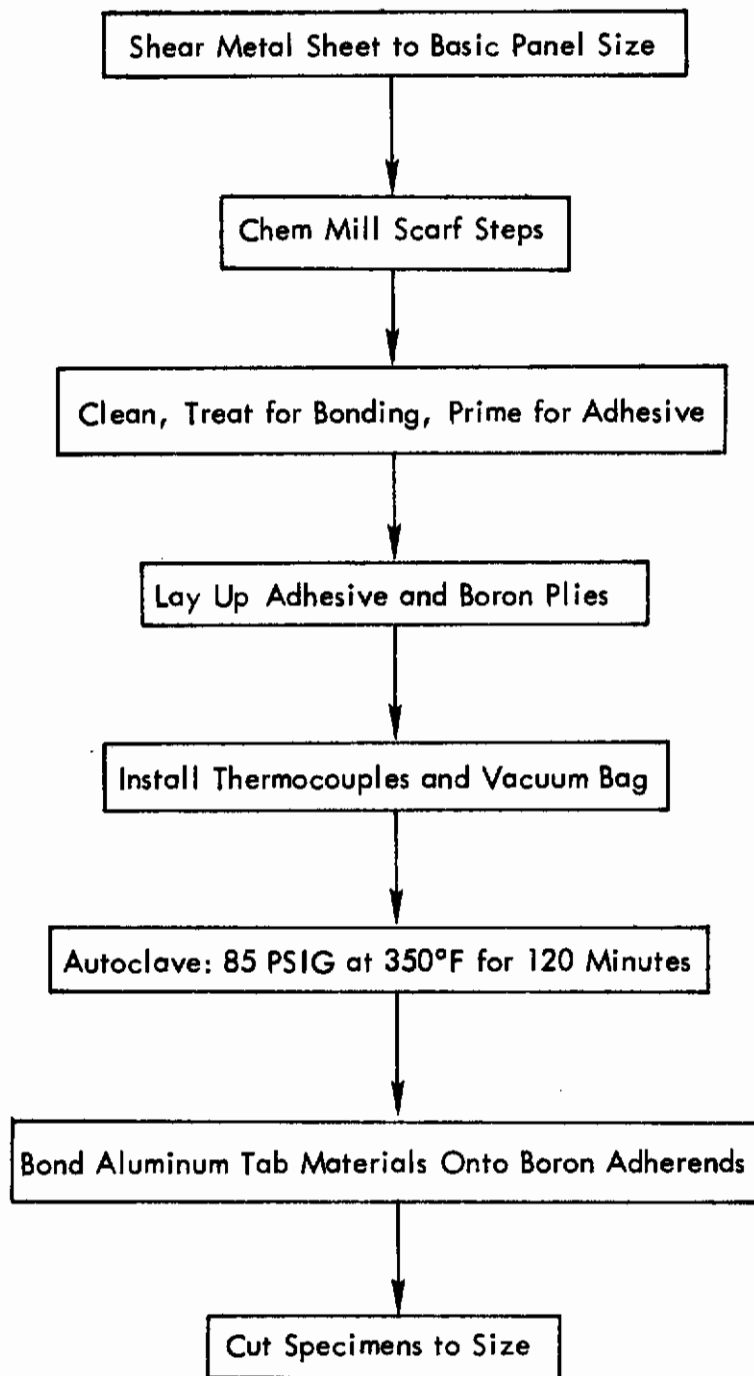 Shear Metal Sheet to Basic Panel Size
Chem Mill Scarf Steps
Clean, Treat for Bonding, Prime for Adhesive
Lay Up Adhesive and Boron Plies
Install Thermocouples and Vacuum Bag
Autoclave: 85 PSIG at 350°F for 120 Minutes
Bond Aluminum Tab Materials Onto Boron Adherends
Cut Specimens to Size